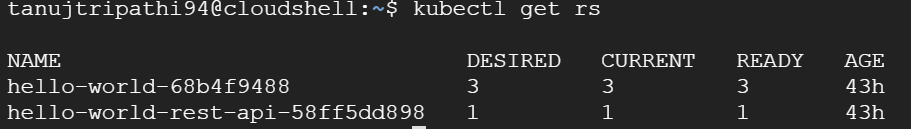 tanujtripathi94@cloudshell:~$ kubectl get rs
NAME DESIRED CURRENT READY AGE
hello-world-68b4f9488 3 3 3 43h
hello-world-rest-api-58ff5dd898 1 1 1 43h